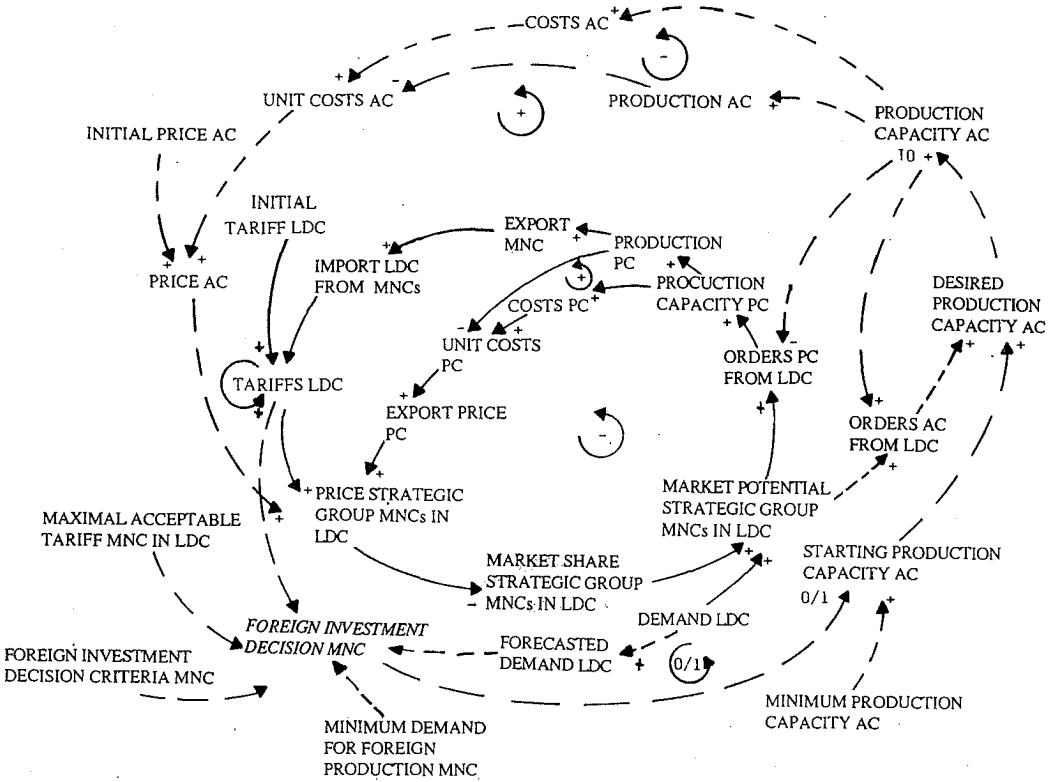 COSTS AC
+
-
+
-
UNIT COSTS AC
PRODUCTION AC
+
+
PRODUCTION
CAPACITY AC
TO +
INITIAL PRICE AC
INITIAL
TARIFF LDC
+
+
PRICE AC
EXPORT
MNC
+
PRODUCTION
PC
+
+
IMPORT LDC
FROM MNCs
+
PROCUCTION
CAPACITY PC
COSTS PC
+
DESIRED
PRODUCTION
CAPACITY AC
+
+
-
+
UNIT COSTS
PC
+
-
ORDERS PC
FROM LDC
+
+
TARIFFS LDC
+
+
EXPORT PRICE
PC
-
+
ORDERS AC
FROM LDC
+
+
+
PRICE STRATEGIC
GROUP MNCs IN
LDC
+
MARKET POTENTIAL
STRATEGIC GROUP
MNCs IN LDC
+
+
MAXIMAL ACCEPTABLE
TARIFF MNC IN LDC
MARKET SHARE
STRATEGIC GROUP
MNCs IN LDC
-
STARTING PRODUCTION
CAPACITY AC
0/1
+
DEMAND LDC
FOREIGN INVESTMENT
DECISION MNC
FORECASTED
DEMAND LDC
+
0/1
FOREIGN INVESTMENT
DECISION CRITERIA MNC
MINIMUM PRODUCTION
CAPACITY AC
MINIMUM DEMAND
FOR FOREIGN
PRODUCTION MNC